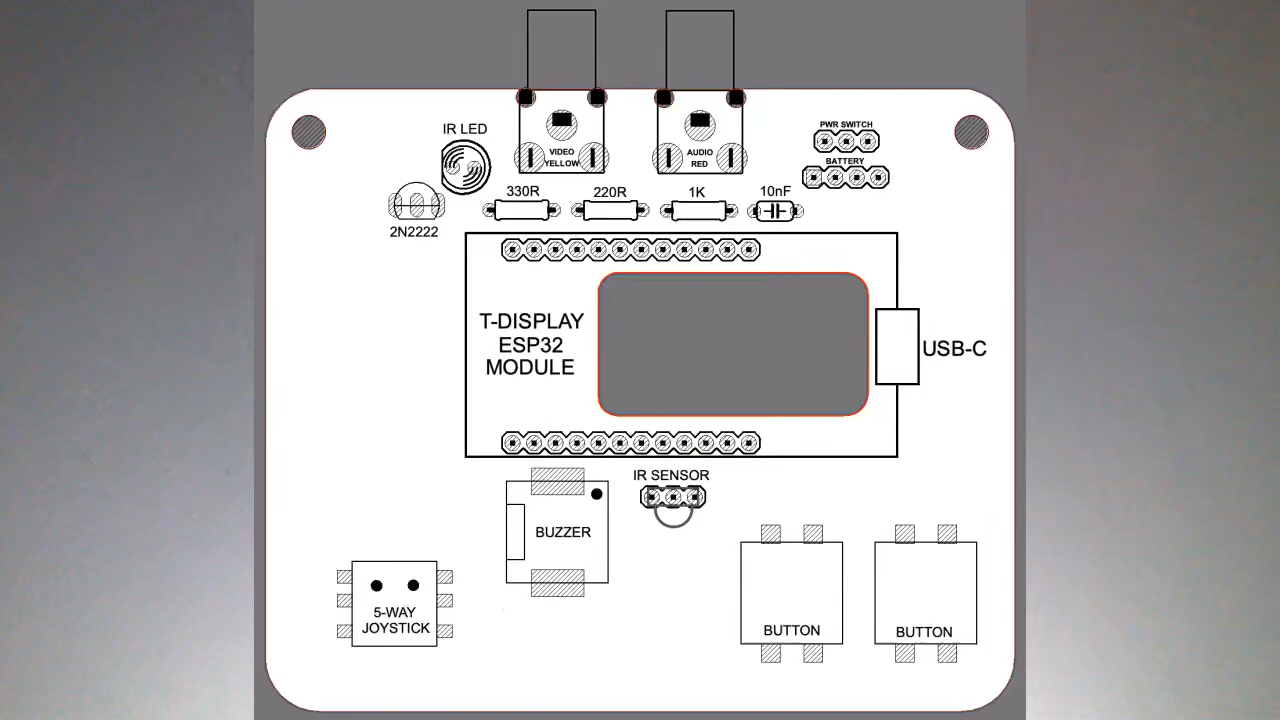 PWR SWITCH
IR LED
VIDEO
YELLOW
AUDIO
RED
BATTERY
330R
220R
1K
10nF
2N2222
T-DISPLAY
ESP32
MODULE
USB-C
IR SENSOR
BUZZER
5-WAY
JOYSTICK
BUTTON
BUTTON